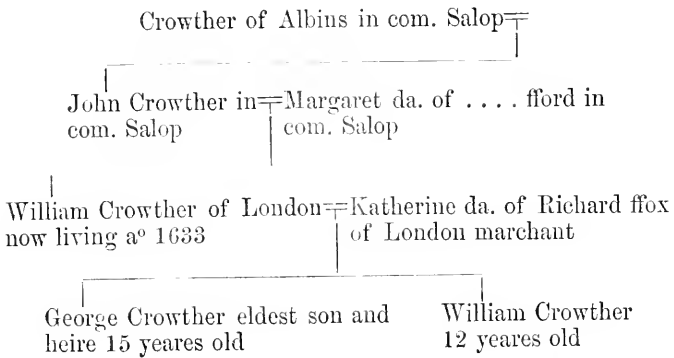 Crowther of Albins in com. Salop
John Crowther in Margaret da. of .... fford in
com. Salop com. Salop
William Crowther of London Katherine da. of Richard ffox
now living aº 1633 of London marchant
George Crowther eldest son and William Crowther
heire 15 yeares old 12 yeares old